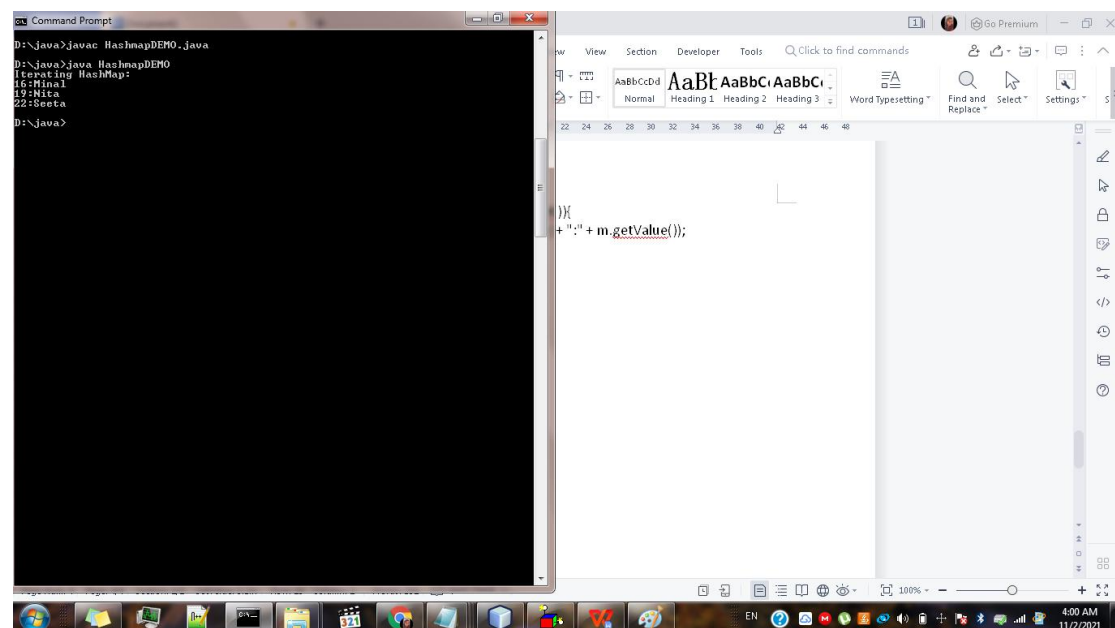 Command Prompt
D:\java>javac HashmapDEMO.java
D:\java>java HashmapDEMO
Iterating HashMap:
16:Minal
19:Nita
22:Seeta
D:\java>
Go Premium
View Section Developer Tools Click to find commands
AaBbCcDd AaBb AaBbC AaBbC
Normal Heading 1 Heading 2 Heading 3 Word Typesetting Find and Replace Select Settings
22 24 26 28 30 32 34 36 38 40 42 44 46 48
)){
+ ":" + m.getValue());
100%
321
EN
4:00 AM
11/2/2021